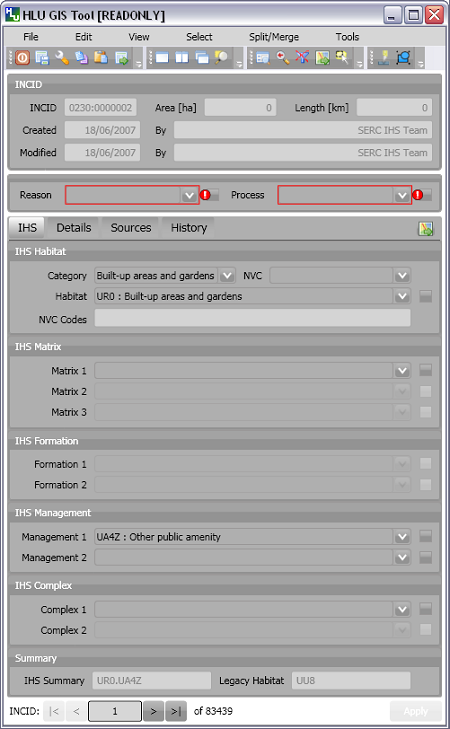 HLU GIS Tool [READONLY]
File Edit View Select Split/Merge Tools
INCID
INCID 0230:0000002 Area [ha] 0 Length [km] 0
Created 18/06/2007 By SERC IHS Team
Modified 18/06/2007 By SERC IHS Team
Reason Process
IHS Details Sources History
IHS Habitat
Category Built-up areas and gardens NVC
Habitat UR0 : Built-up areas and gardens
NVC Codes
IHS Matrix
Matrix 1
Matrix 2
Matrix 3
IHS Formation
Formation 1
Formation 2
IHS Management
Management 1 UA4Z : Other public amenity
Management 2
IHS Complex
Complex 1
Complex 2
Summary
IHS Summary UR0.UA4Z Legacy Habitat UU8
INCID: |< < 1 > >| of 83439 Apply